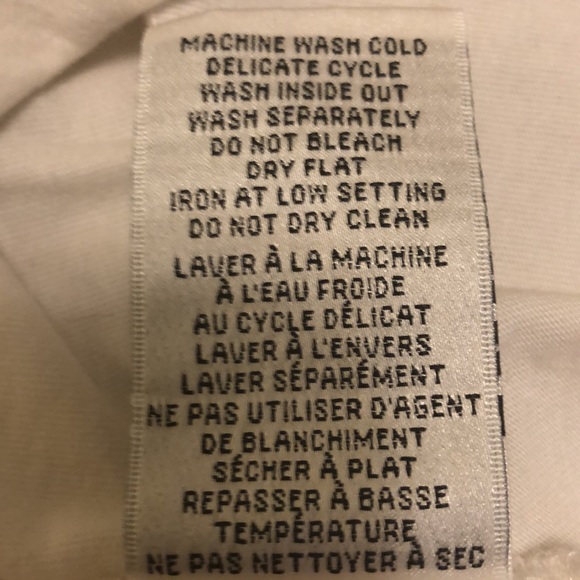 MACHINE WASH COLD
DELICATE CYCLE
WASH INSIDE OUT
WASH SEPARATELY
DO NOT BLEACH
DRY FLAT
IRON AT LOW SETTING
DO NOT DRY CLEAN
LAVER À LA MACHINE
À L'EAU FROIDE
AU CYCLE DÉLICAT
LAVER À L'ENVERS
LAVER SÉPARÉMENT
NE PAS UTILISER D'AGENT
DE BLANCHIMENT
SÉCHER À PLAT
REPASSER À BASSE
TEMPÉRATURE
NE PAS NETTOYER À SEC